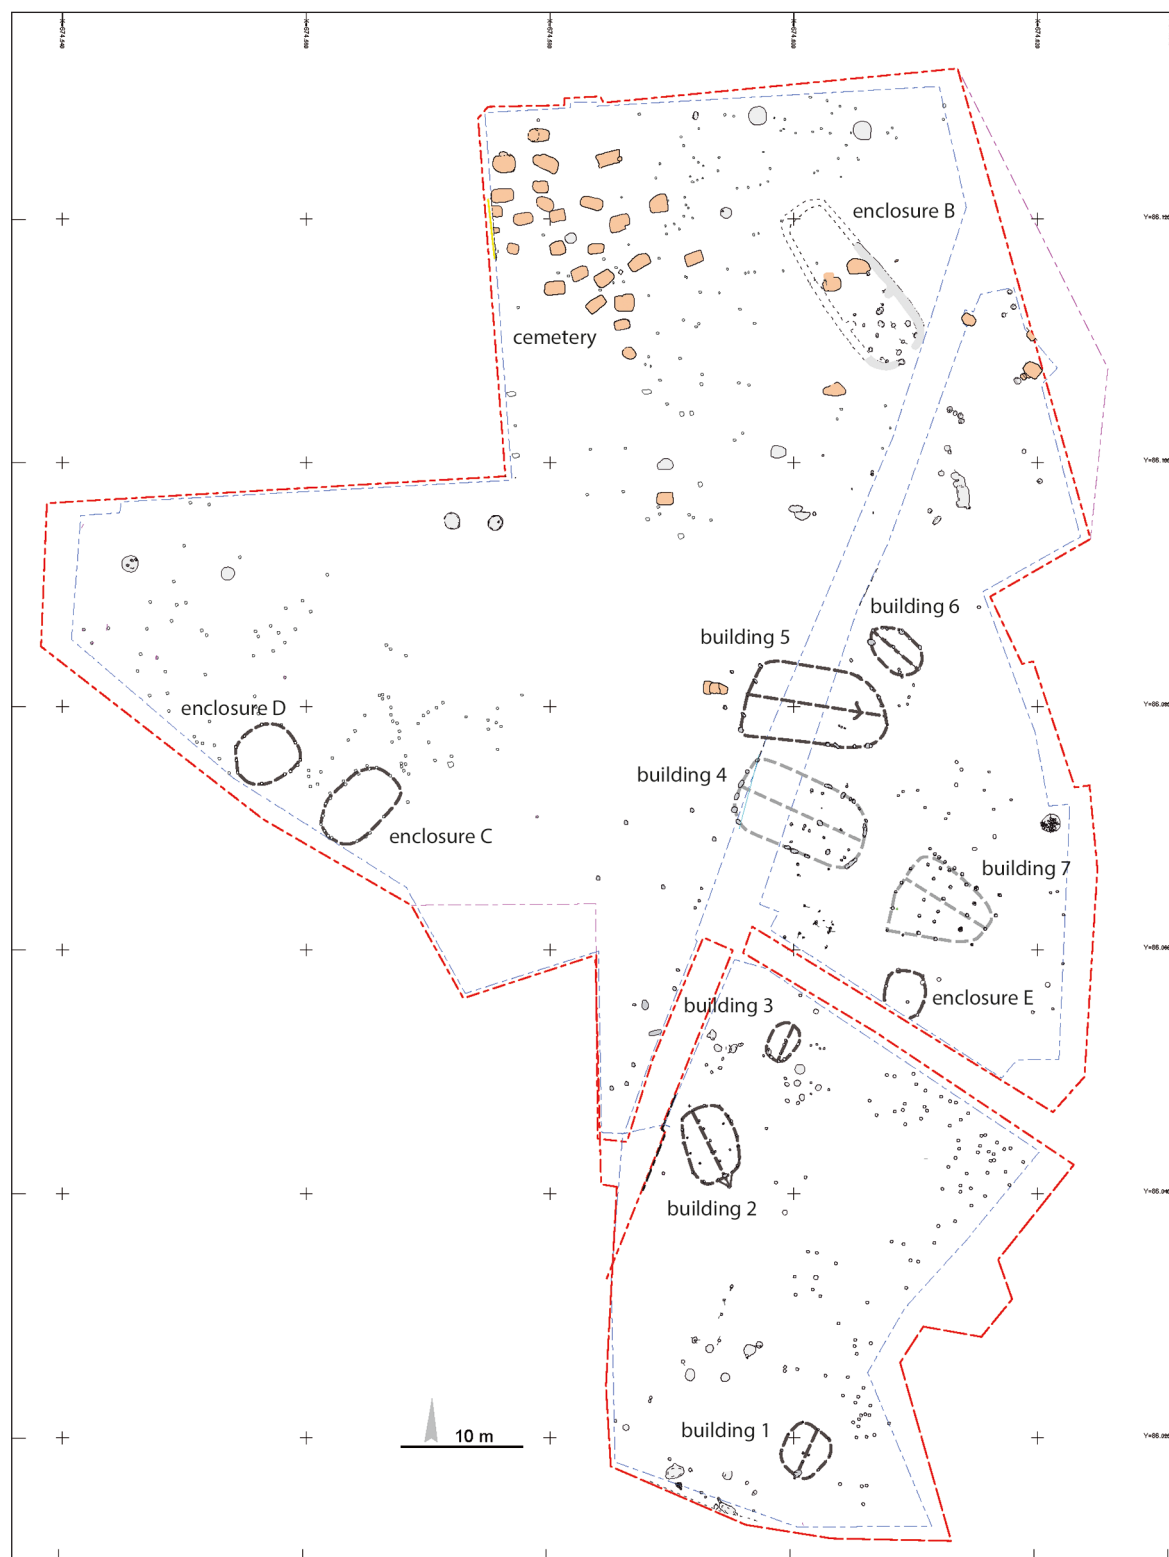 enclosure B
cemetery
building 6
building 5
enclosure D
building 4
enclosure C
building 7
enclosure E
building 3
building 2
building 1
10 m